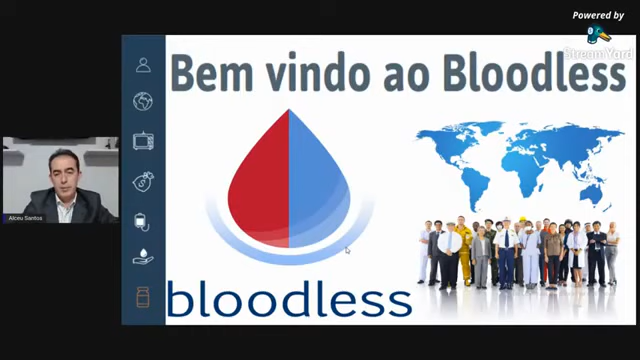 Powered by
StreamYard
Bem vindo ao Bloodless
Alceu Santos
bloodless